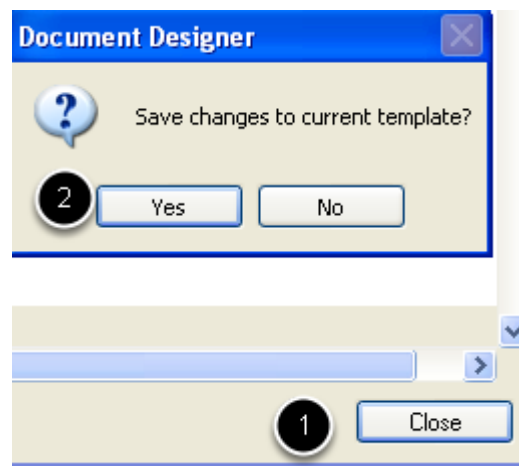 Document Designer
Save changes to current template?
2
Yes
No
1
Close